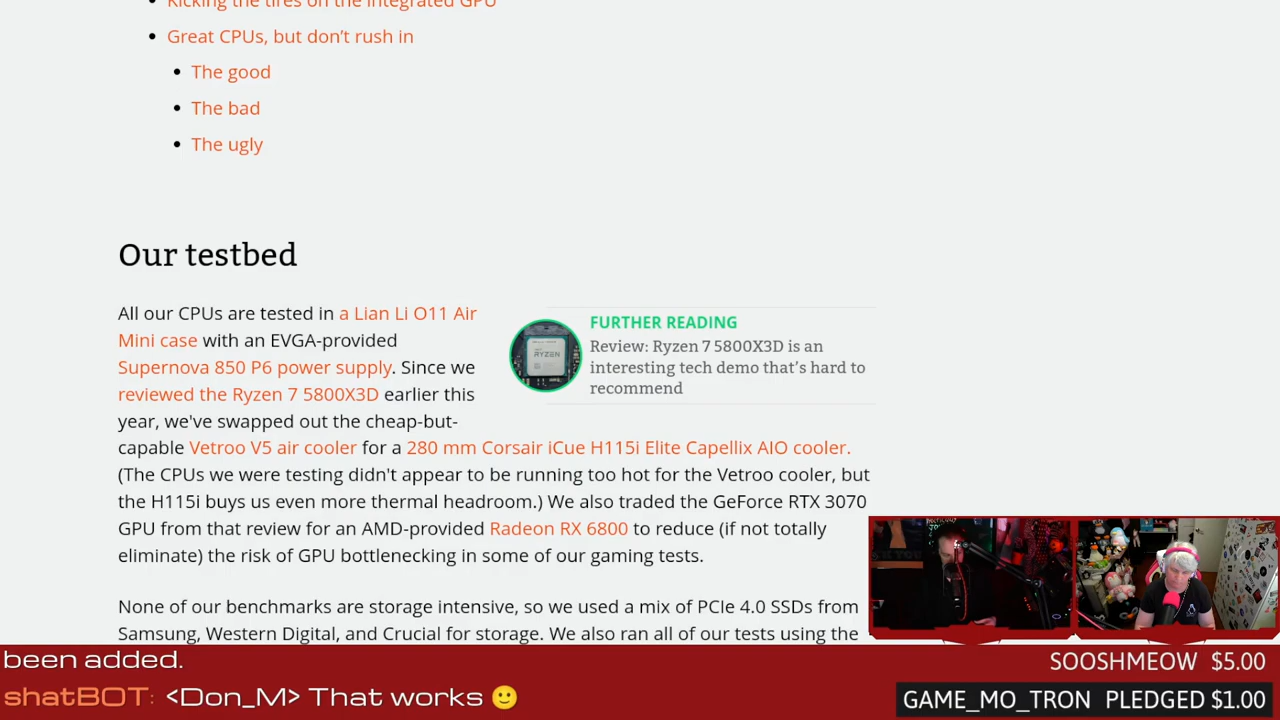 Kicking the tires on the integrated GPU
Great CPUs, but don’t rush in
The good
The bad
The ugly
Our testbed
All our CPUs are tested in a Lian Li O11 Air
Mini case with an EVGA-provided
Supernova 850 P6 power supply. Since we
reviewed the Ryzen 7 5800X3D earlier this
year, we've swapped out the cheap-but-
capable Vetroo V5 air cooler for a 280 mm Corsair iCue H115i Elite Capellix AIO cooler.
(The CPUs we were testing didn't appear to be running too hot for the Vetroo cooler, but
the H115i buys us even more thermal headroom.) We also traded the GeForce RTX 3070
GPU from that review for an AMD-provided Radeon RX 6800 to reduce (if not totally
eliminate) the risk of GPU bottlenecking in some of our gaming tests.
FURTHER READING
Review: Ryzen 7 5800X3D is an
interesting tech demo that’s hard to
recommend
RYZEN
None of our benchmarks are storage intensive, so we used a mix of PCIe 4.0 SSDs from
Samsung, Western Digital, and Crucial for storage. We also ran all of our tests using the
been added.
shatBOT: <Don_M> That works 🙂
SOOSHMEOW $5.00
GAME_MO_TRON PLEDGED $1.00